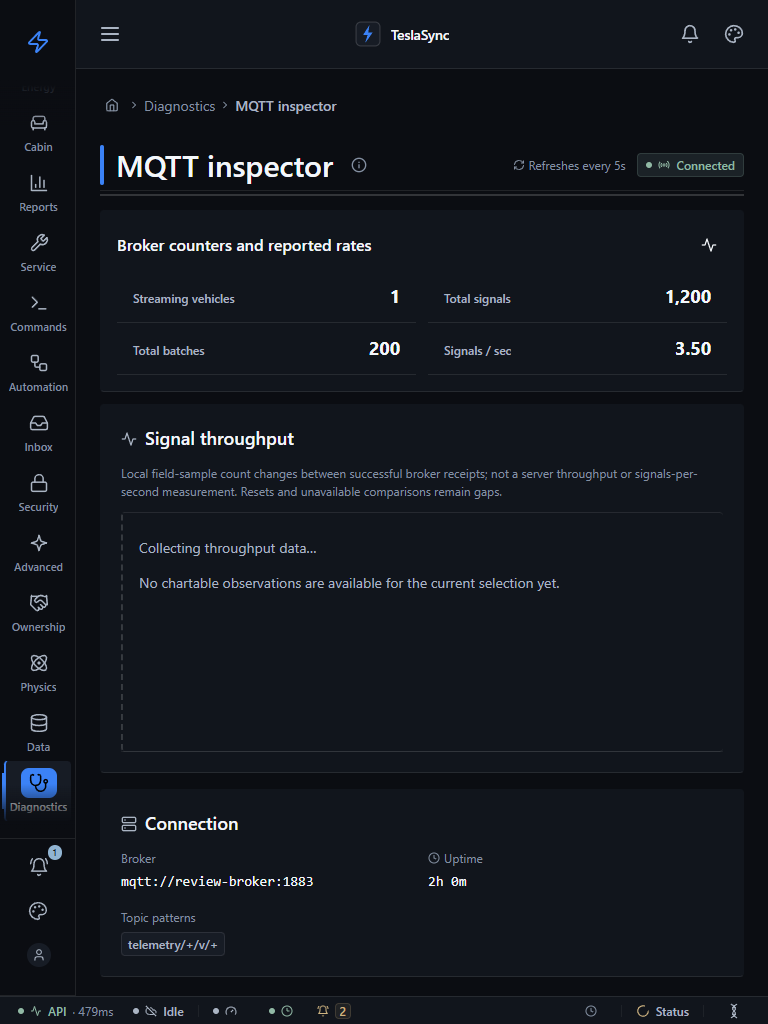 TeslaSync
Diagnostics
MQTT inspector
MQTT inspector
Refreshes every 5s
Connected
Broker counters and reported rates
Streaming vehicles 1
Total signals 1,200
Total batches 200
Signals / sec 3.50
Signal throughput
Local field-sample count changes between successful broker receipts; not a server throughput or signals-per-
second measurement. Resets and unavailable comparisons remain gaps.
Collecting throughput data...
No chartable observations are available for the current selection yet.
Connection
Broker
mqtt://review-broker:1883
Uptime
2h 0m
Topic patterns
telemetry/+/v/+
Energy
Cabin
Reports
Service
Commands
Automation
Inbox
Security
Advanced
Ownership
Physics
Data
Diagnostics
1
API · 479ms
Idle
2
Status